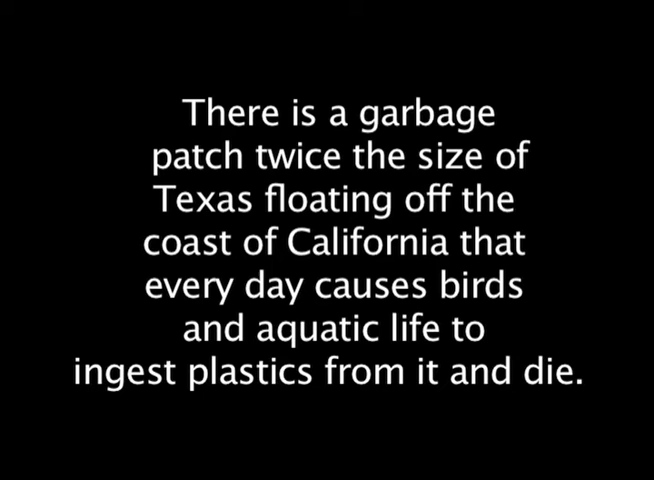 There is a garbage
patch twice the size of
Texas floating off the
coast of California that
every day causes birds
and aquatic life to
ingest plastics from it and die.